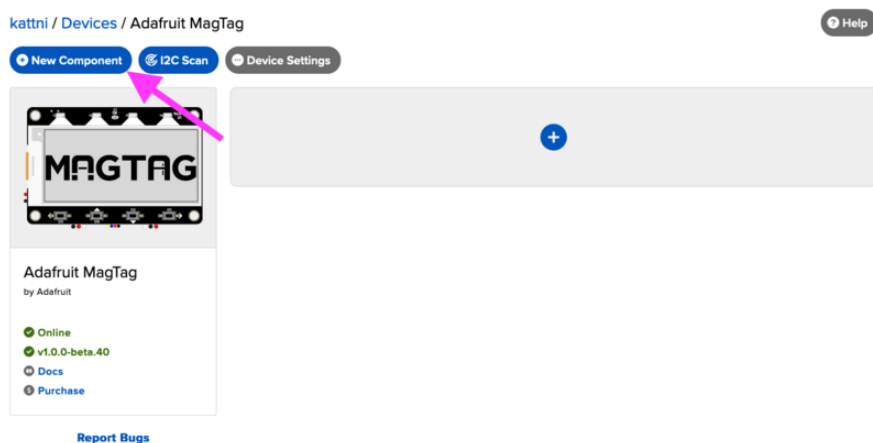 kattni / Devices / Adafruit MagTag
Help
New Component
I2C Scan
Device Settings
MAGTAG
Adafruit MagTag
by Adafruit
Online
v1.0.0-beta.40
Docs
Purchase
Report Bugs